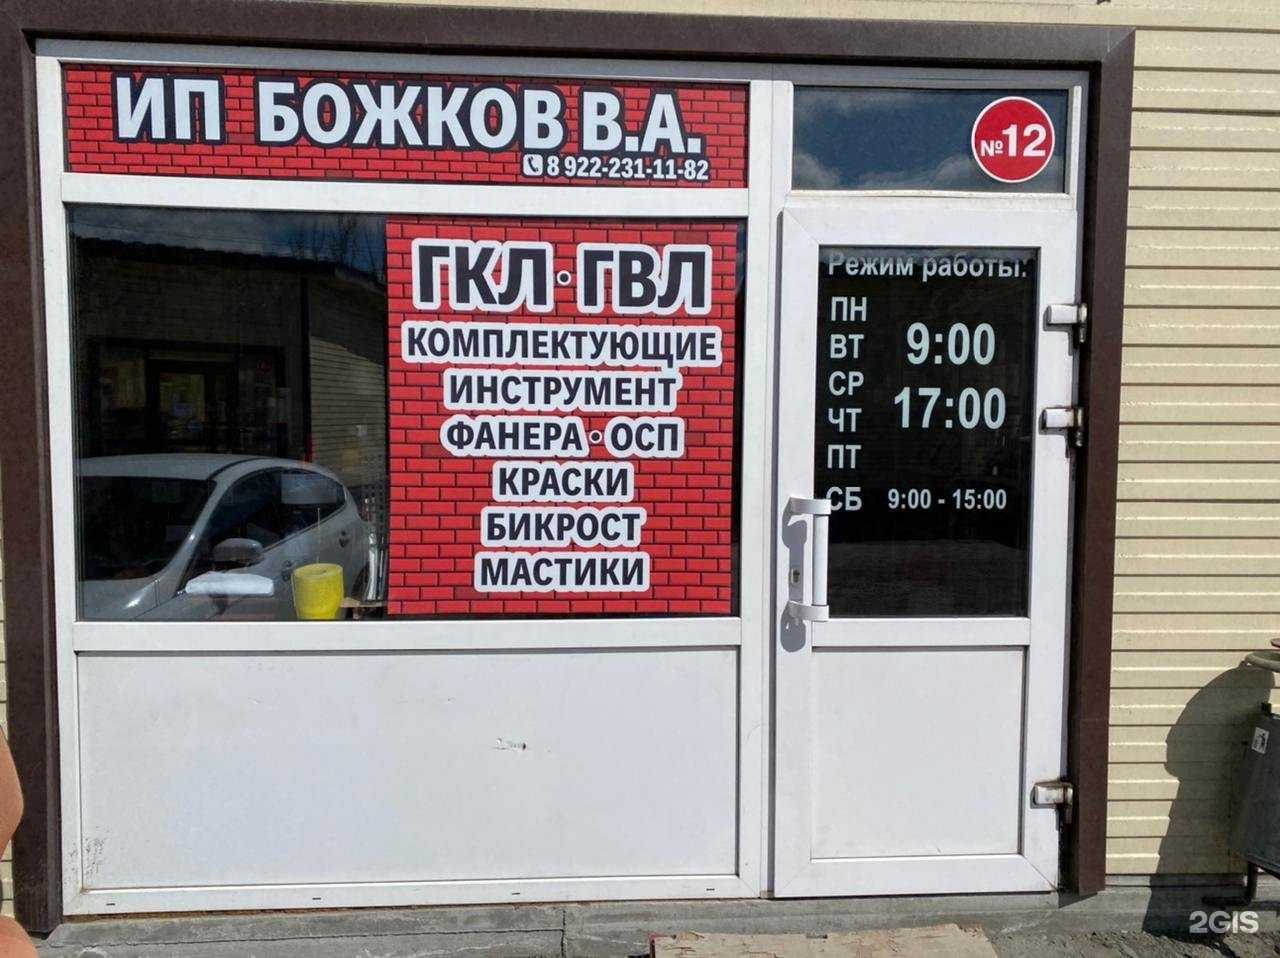 ИП БОЖКОВ В.А.
8 922-231-11-82
№12
ГКЛ • ГВЛ
КОМПЛЕКТУЮЩИЕ
ИНСТРУМЕНТ
ФАНЕРА • ОСП
КРАСКИ
БИКРОСТ
МАСТИКИ
Режим работы:
ПН
ВТ 9:00
СР
ЧТ 17:00
ПТ
СБ 9:00 - 15:00
2GIS